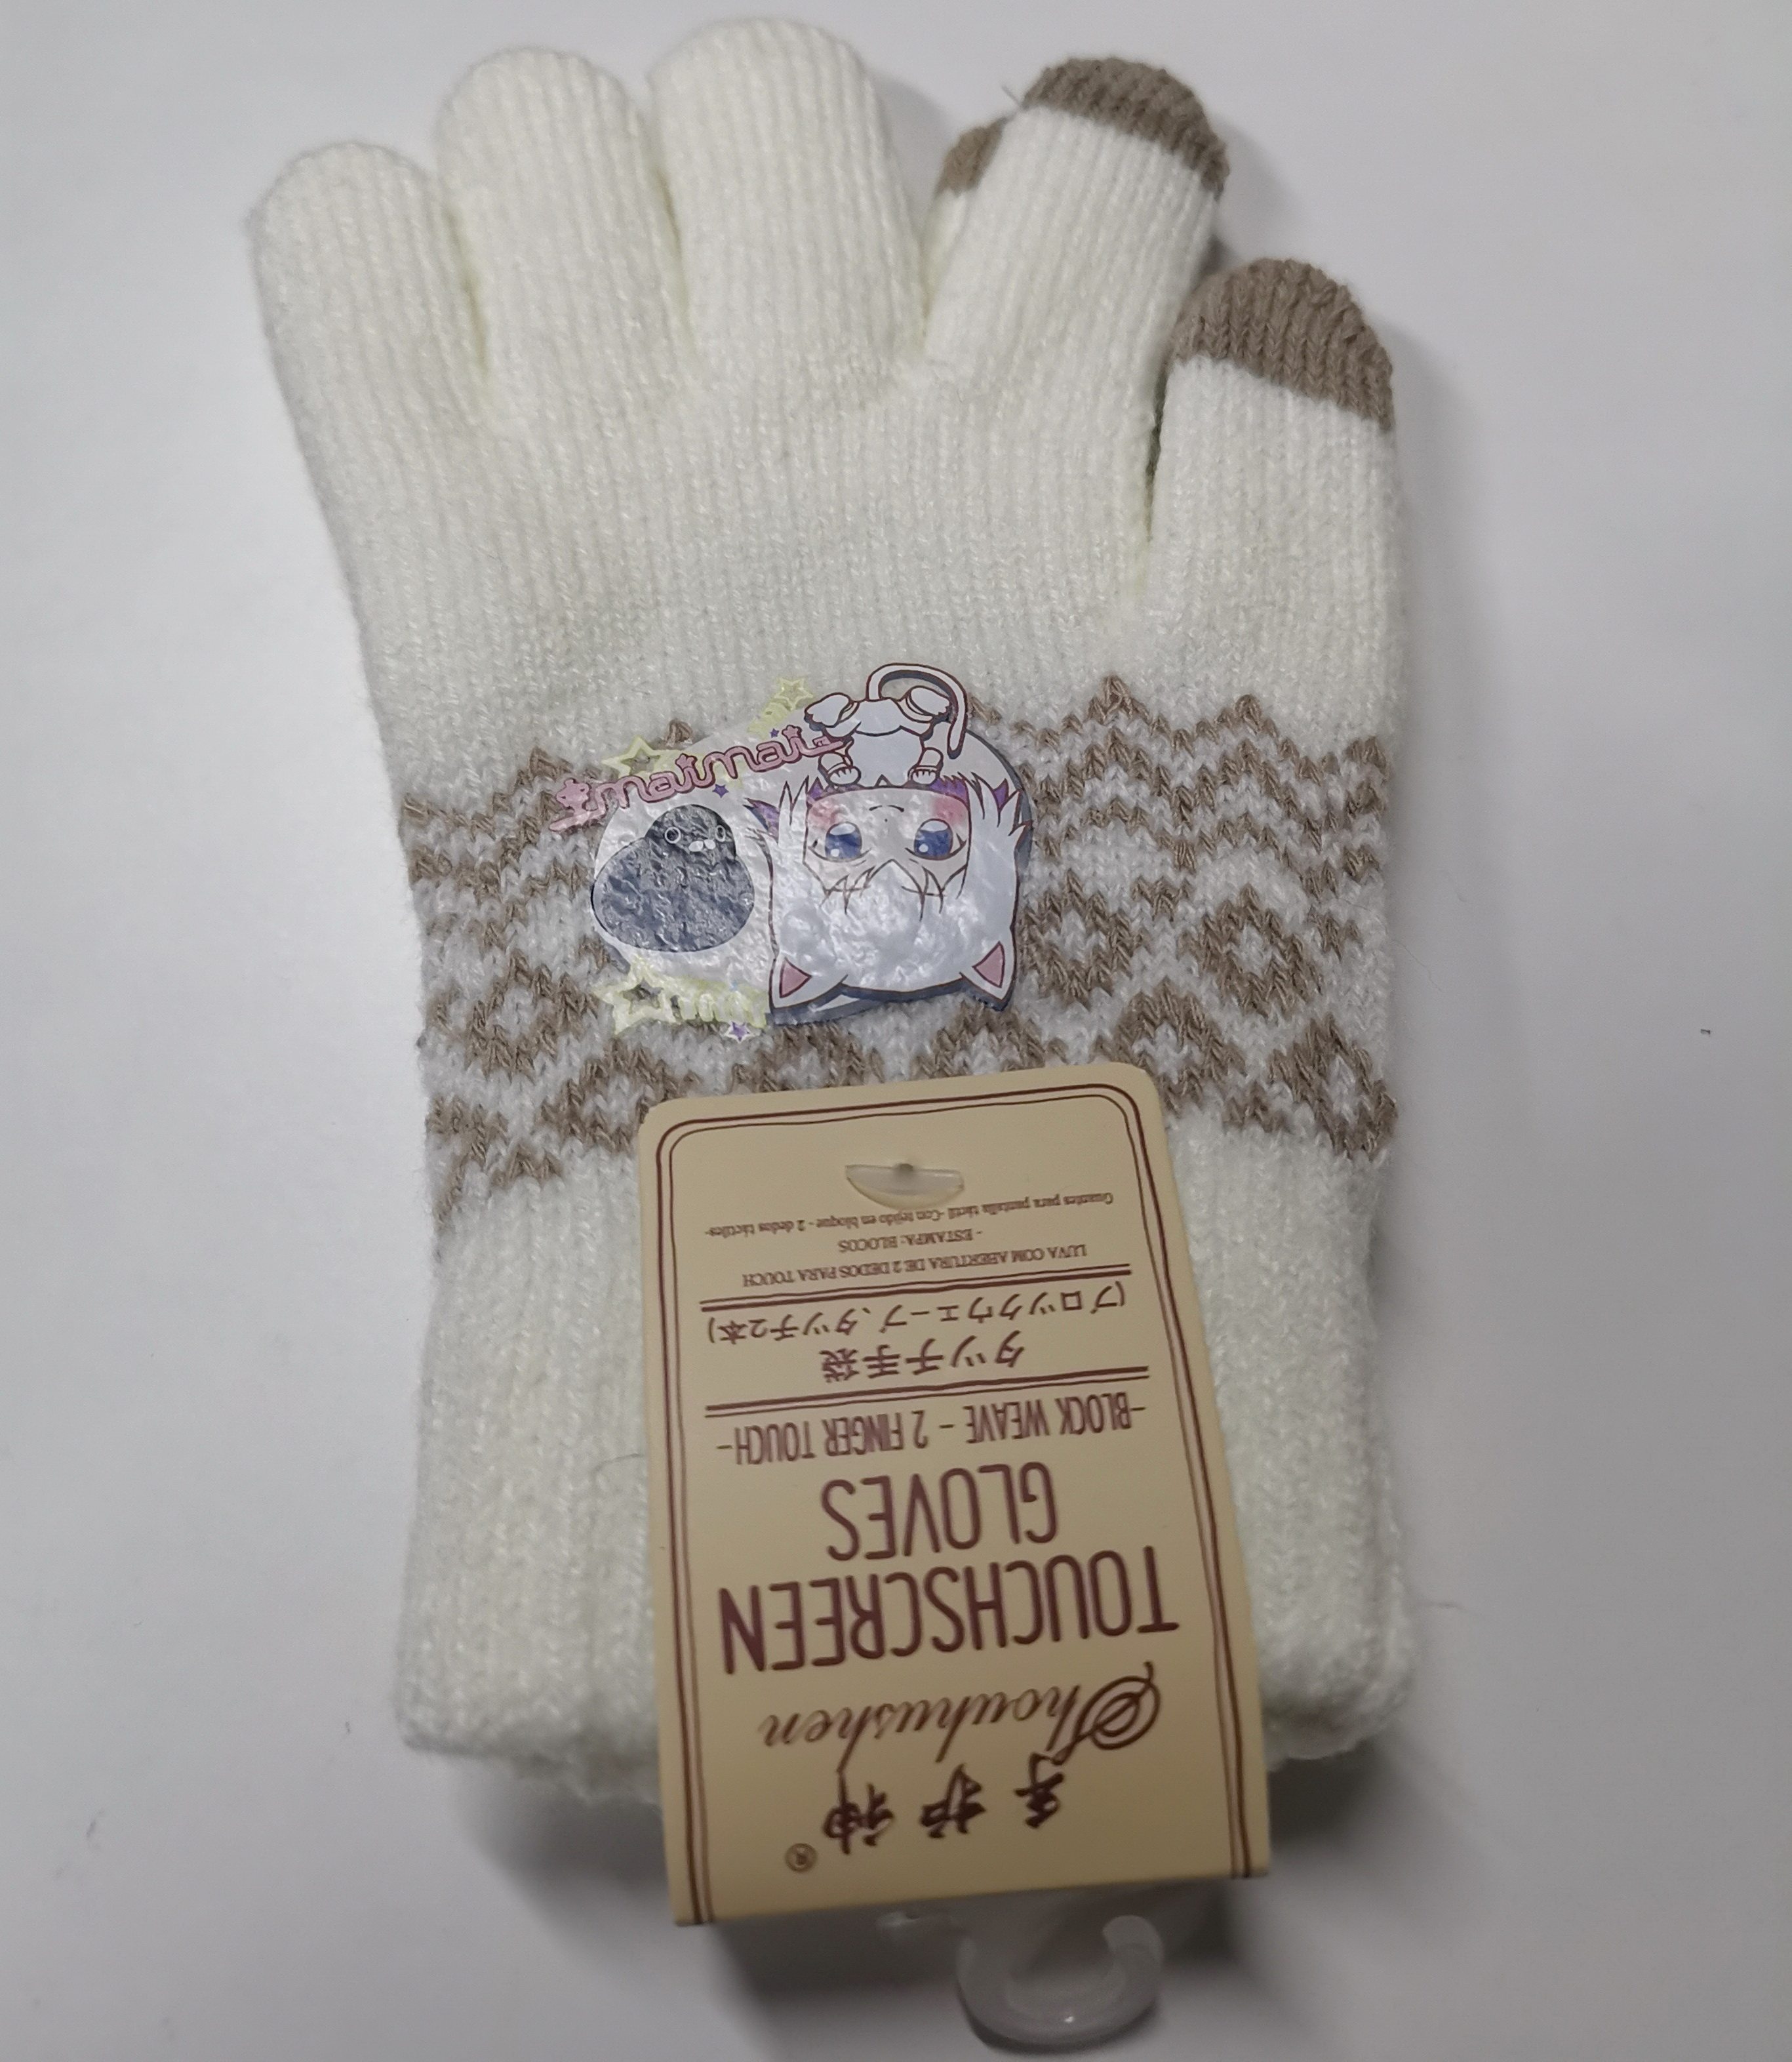 手护神®
Shouhushen
TOUCHSCREEN
GLOVES
-BLOCK WEAVE - 2 FINGER TOUCH-
タッチ手袋
(ブロックウェーブ、タッチ2本)
LUVA COM ABERTURA DE 2 DEDOS PARA TOUCH
- ESTAMPA: BLOCOS
Guantes para pantalla táctil -Con tejido en bloque - 2 dedos táctiles-
maimai